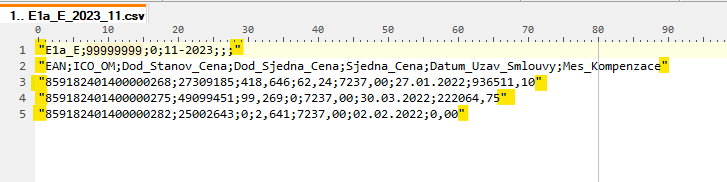 1.. E1a_E_2023_11.csv
0 10 20 30 40 50 60 70 80 90
1 "E1a_E;99999999;0;11-2023;;;"
2 "EAN;ICO_OM;Dod_Stanov_Cena;Dod_Sjedna_Cena;Sjedna_Cena;Datum_Uzav_Smlouvy;Mes_Kompenzace"
3 "859182401400000268;27309185;418,646;62,24;7237,00;27.01.2022;936511,10"
4 "859182401400000275;49099451;99,269;0;7237,00;30.03.2022;222064,75"
5 "859182401400000282;25002643;0;2,641;7237,00;02.02.2022;0,00"